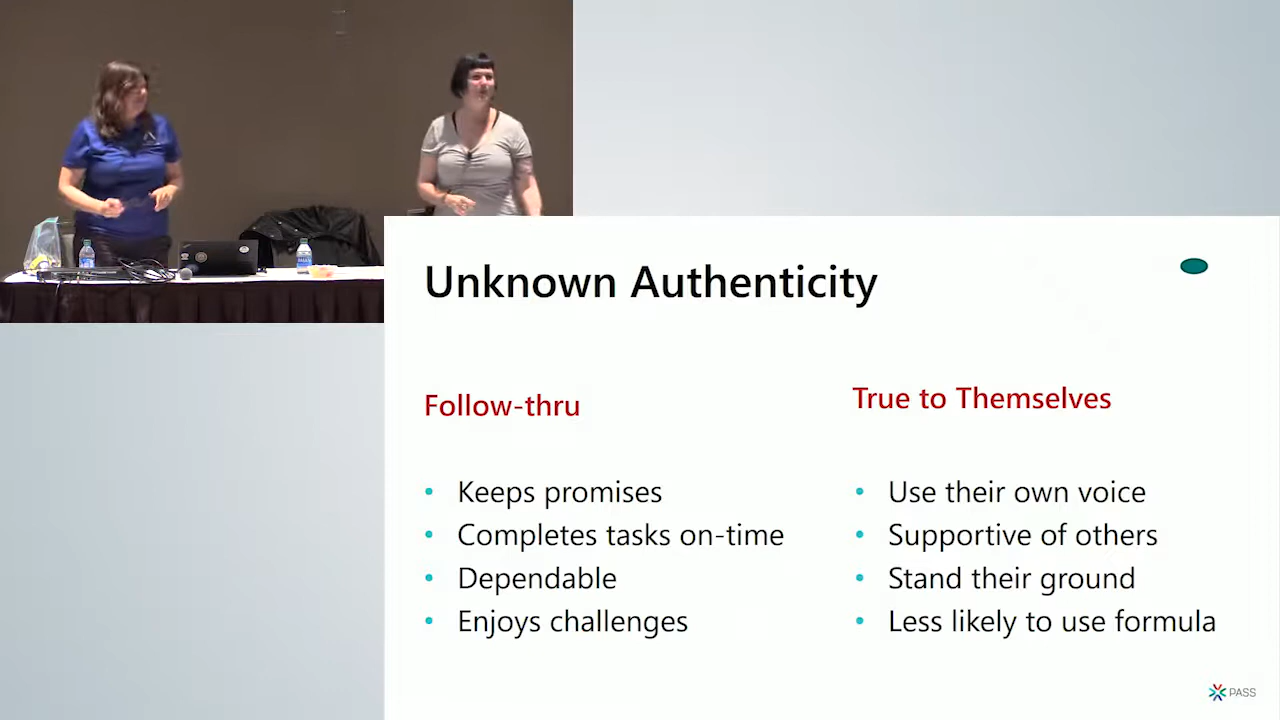 Unknown Authenticity
Follow-thru
Keeps promises
Completes tasks on-time
Dependable
Enjoys challenges
True to Themselves
Use their own voice
Supportive of others
Stand their ground
Less likely to use formula
PASS